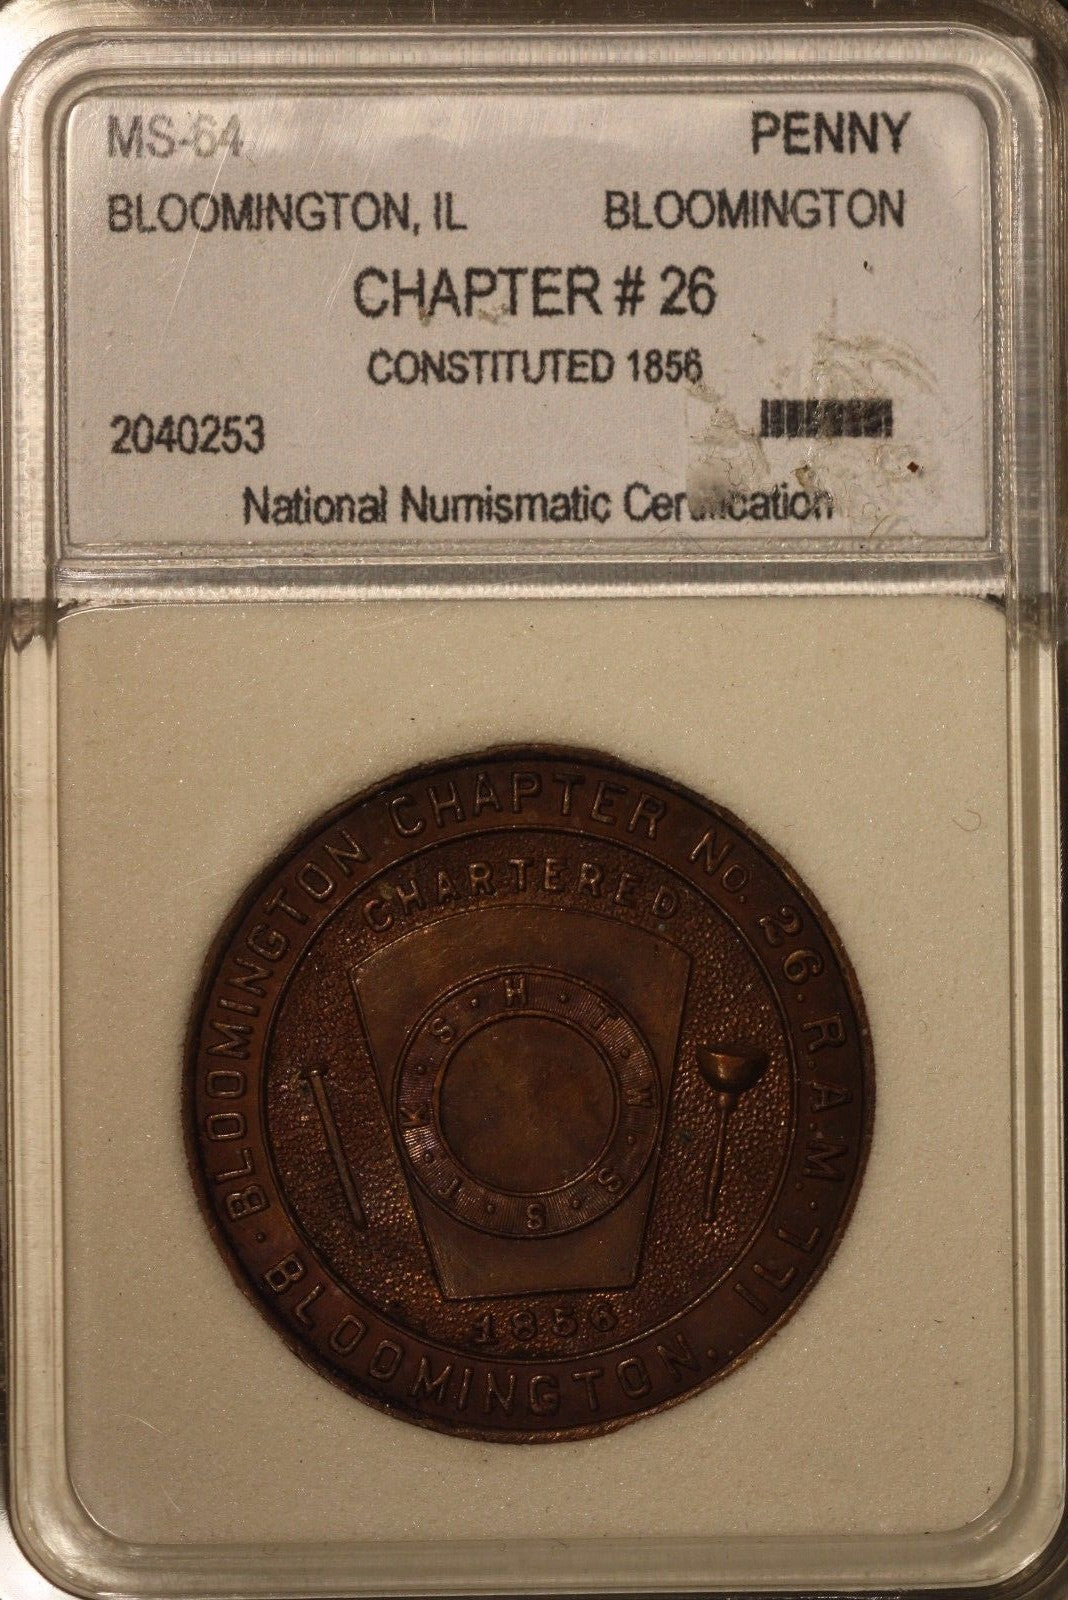 MS-64 PENNY
BLOOMINGTON, IL BLOOMINGTON
CHAPTER # 26
CONSTITUTED 1856
2040253
National Numismatic Certification
BLOOMINGTON CHAPTER No. 26. R.A.M.
BLOOMINGTON. ILL.
CHARTERED
H · T · W · S · S · T · K · S
1856